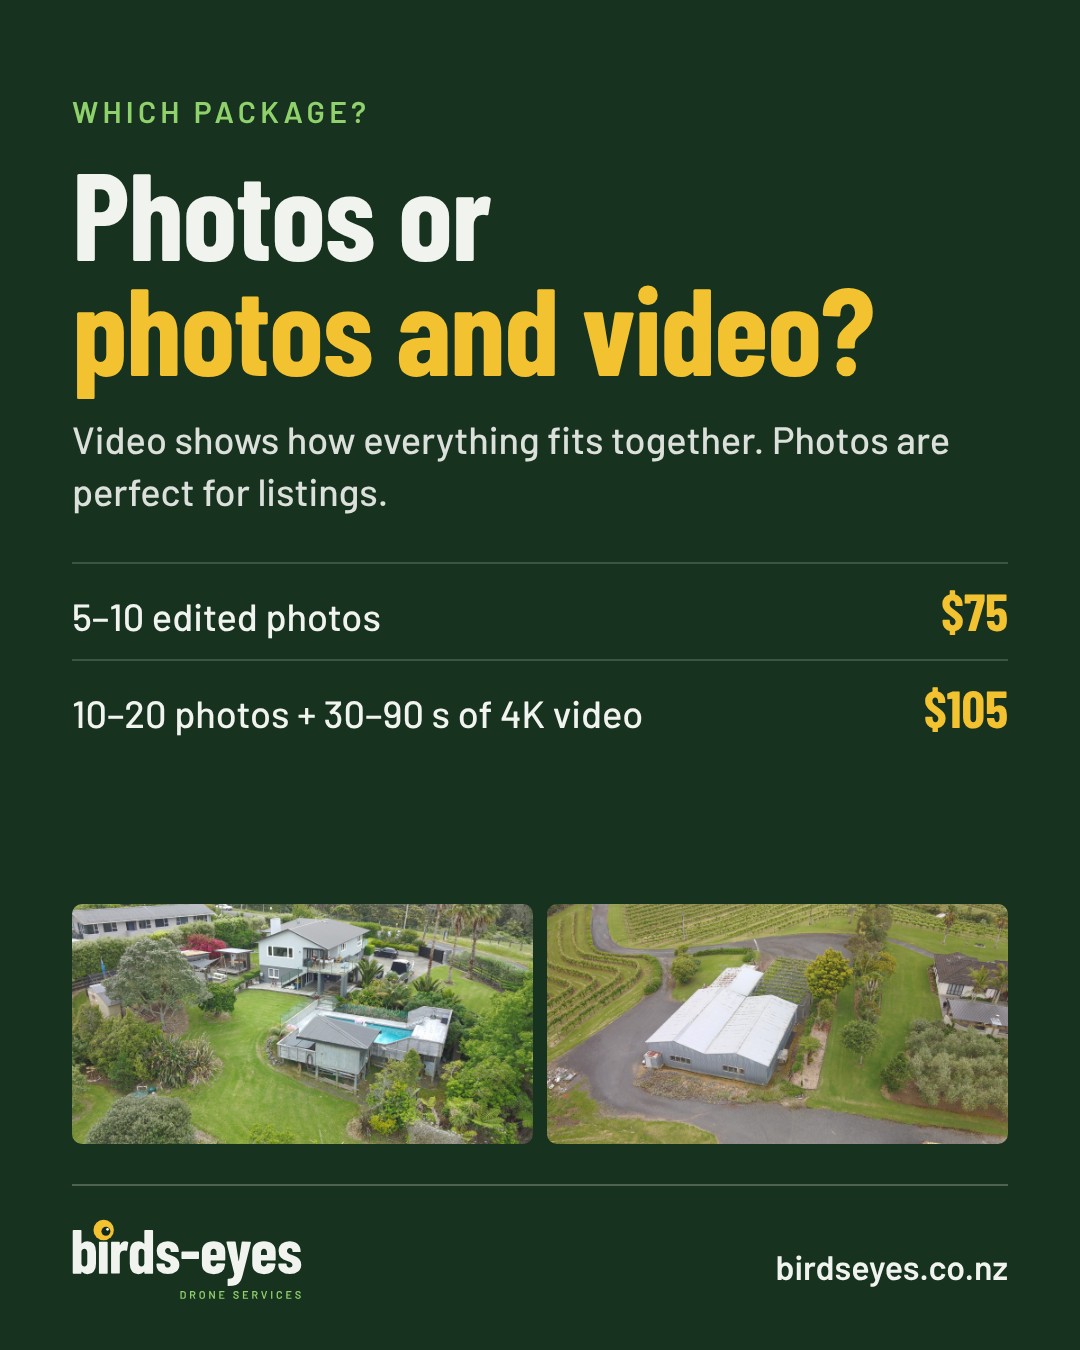 WHICH PACKAGE?
Photos or
photos and video?
Video shows how everything fits together. Photos are
perfect for listings.
5–10 edited photos
$75
10–20 photos + 30–90 s of 4K video
$105
birds-eyes
DRONE SERVICES
birdseyes.co.nz